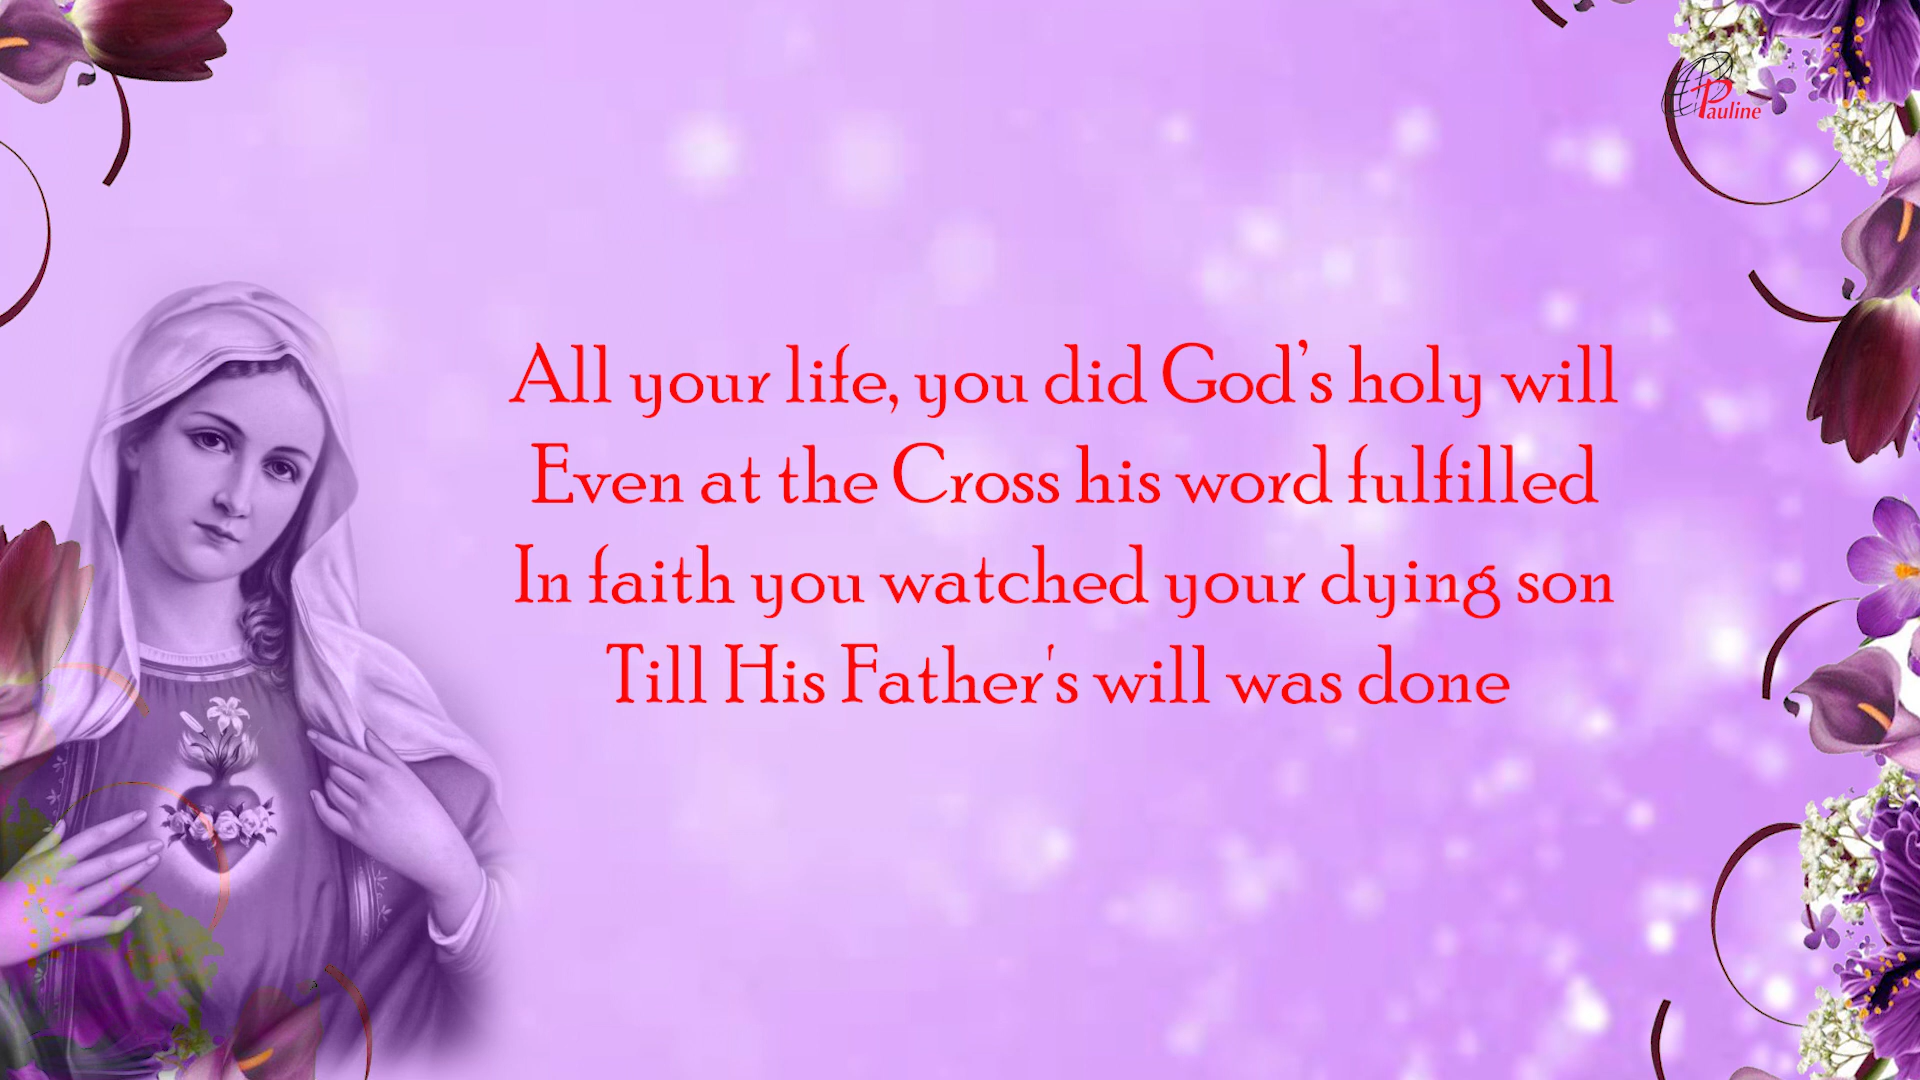 Pauline
All your life, you did God’s holy will
Even at the Cross his word fulfilled
In faith you watched your dying son
Till His Father's will was done